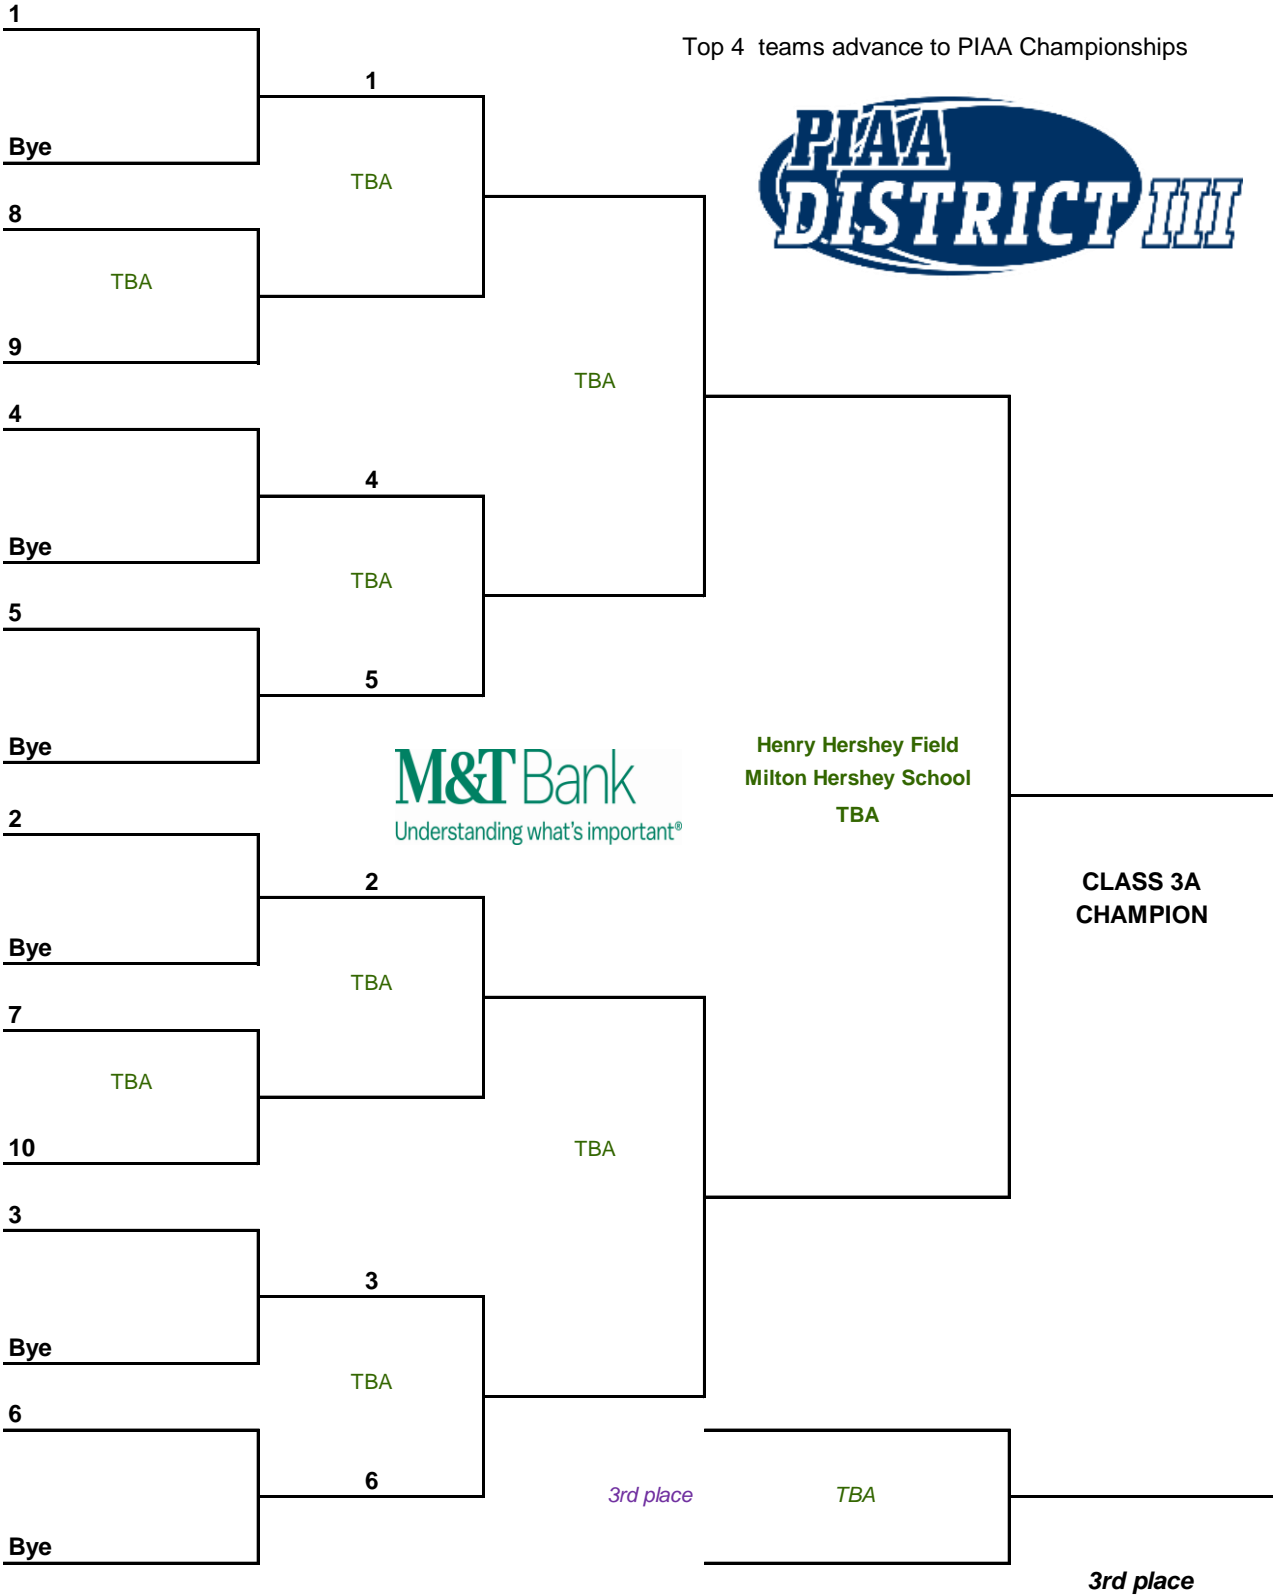 1
Top 4  teams advance to PIAA Championships
1
PIAA
DISTRICT III
Bye
TBA
8
TBA
9
TBA
4
4
Bye
TBA
5
5
Bye
M&T Bank
Understanding what's important®
Henry Hershey Field
Milton Hershey School
TBA
2
2
CLASS 3A
CHAMPION
Bye
TBA
7
TBA
10
TBA
3
3
Bye
TBA
6
6
3rd place
TBA
Bye
3rd place